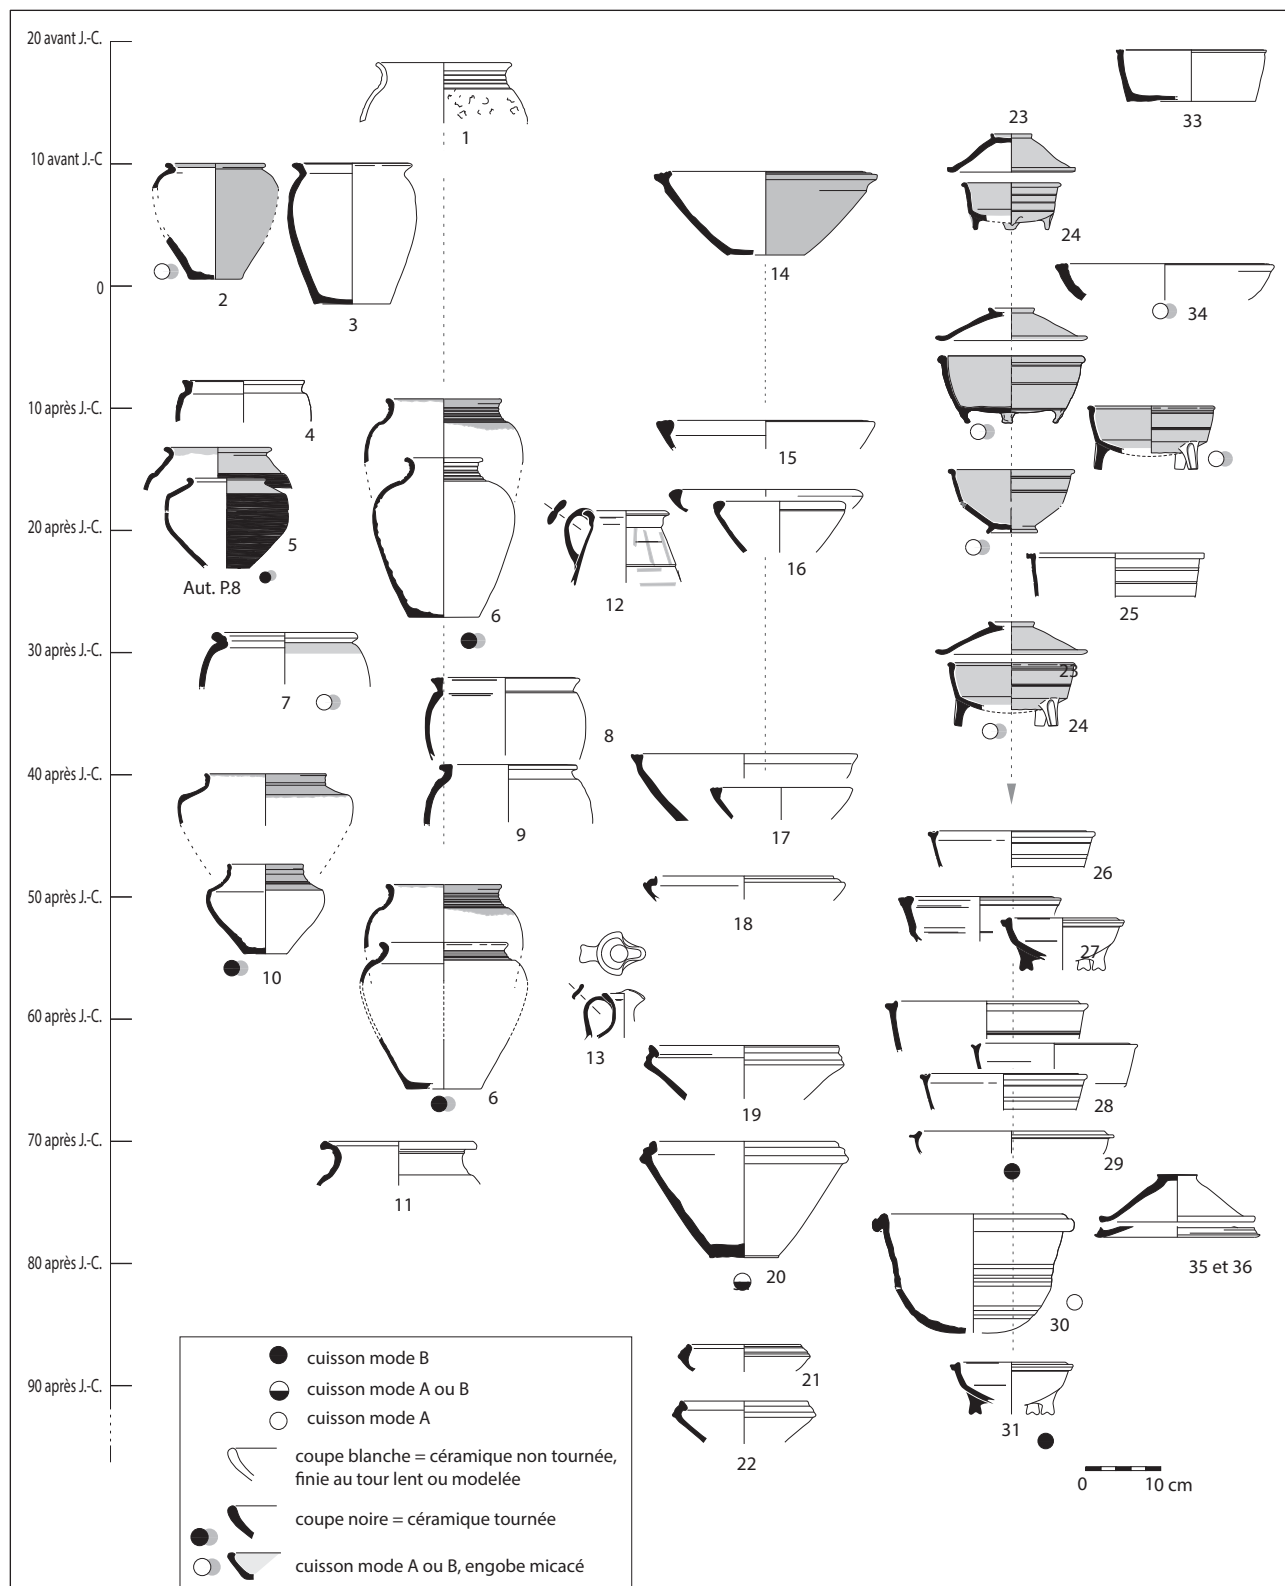 20 avant J.-C.
1
33
23
10 avant J.-C
24
14
0
2
3
34
10 après J.-C.
4
15
20 après J.-C.
5
16
12
25
Aut. P.8
6
30 après J.-C.
23
7
24
8
40 après J.-C.
9
17
26
50 après J.-C.
18
27
10
60 après J.-C.
13
6
19
28
70 après J.-C.
29
11
35 et 36
80 après J.-C.
20
30
90 après J.-C.
21
31
22
0 10 cm
cuisson mode B
cuisson mode A ou B
cuisson mode A
coupe blanche = céramique non tournée,
finie au tour lent ou modelée
coupe noire = céramique tournée
cuisson mode A ou B, engobe micacé